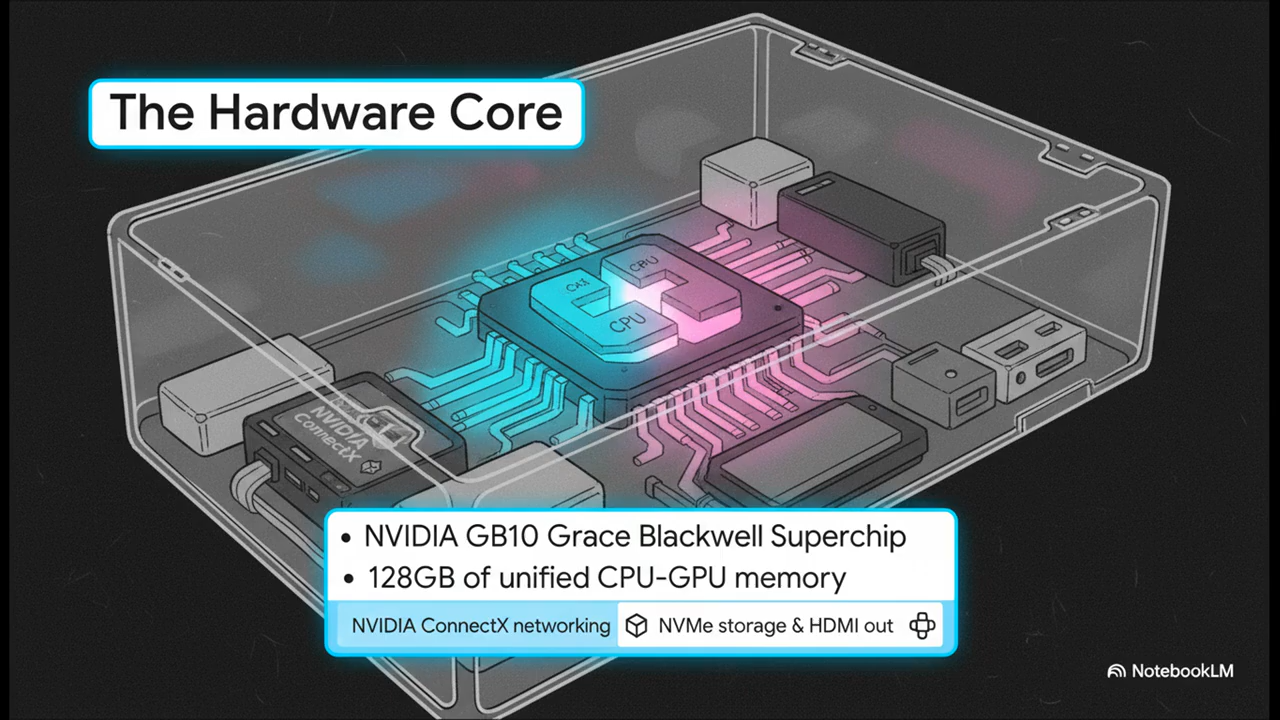 The Hardware Core
CPU
CPU
NVIDIA
ConnectX
• NVIDIA GB10 Grace Blackwell Superchip
• 128GB of unified CPU-GPU memory
NVIDIA ConnectX networking
NVMe storage & HDMI out
NotebookLM